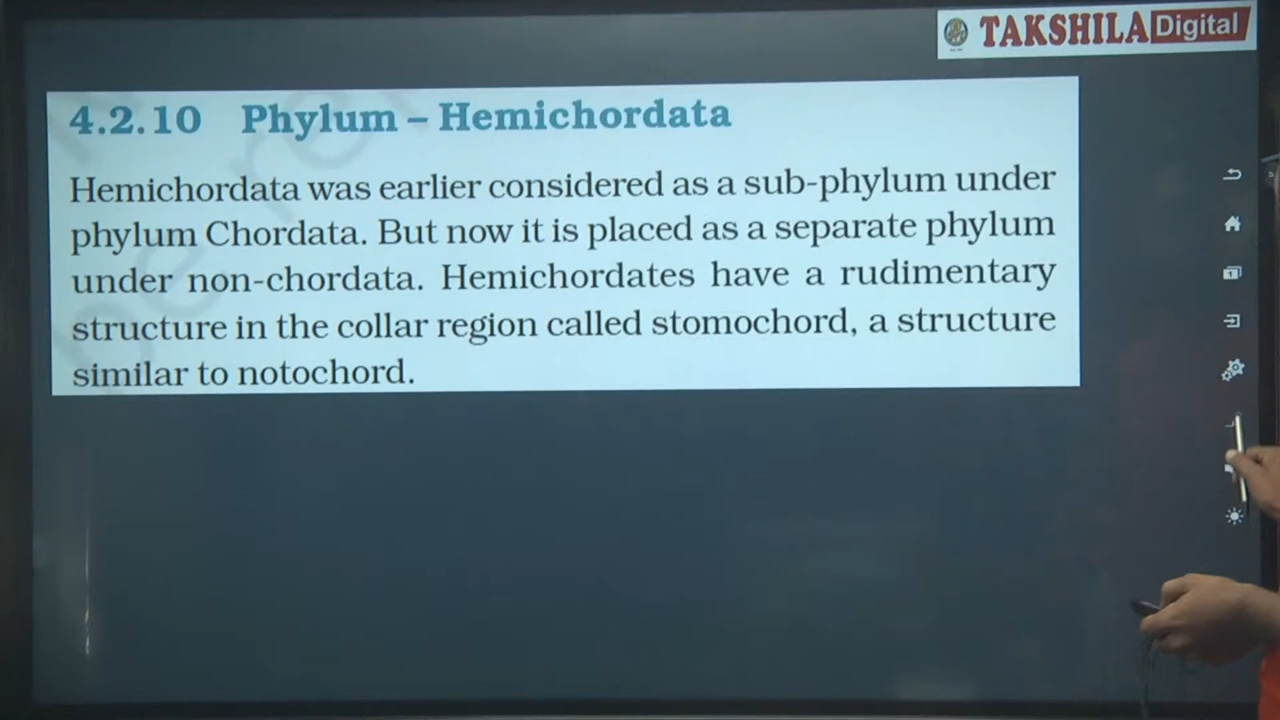 TAKSHILA Digital
4.2.10 Phylum – Hemichordata
Hemichordata was earlier considered as a sub-phylum under
phylum Chordata. But now it is placed as a separate phylum
under non-chordata. Hemichordates have a rudimentary
structure in the collar region called stomochord, a structure
similar to notochord.